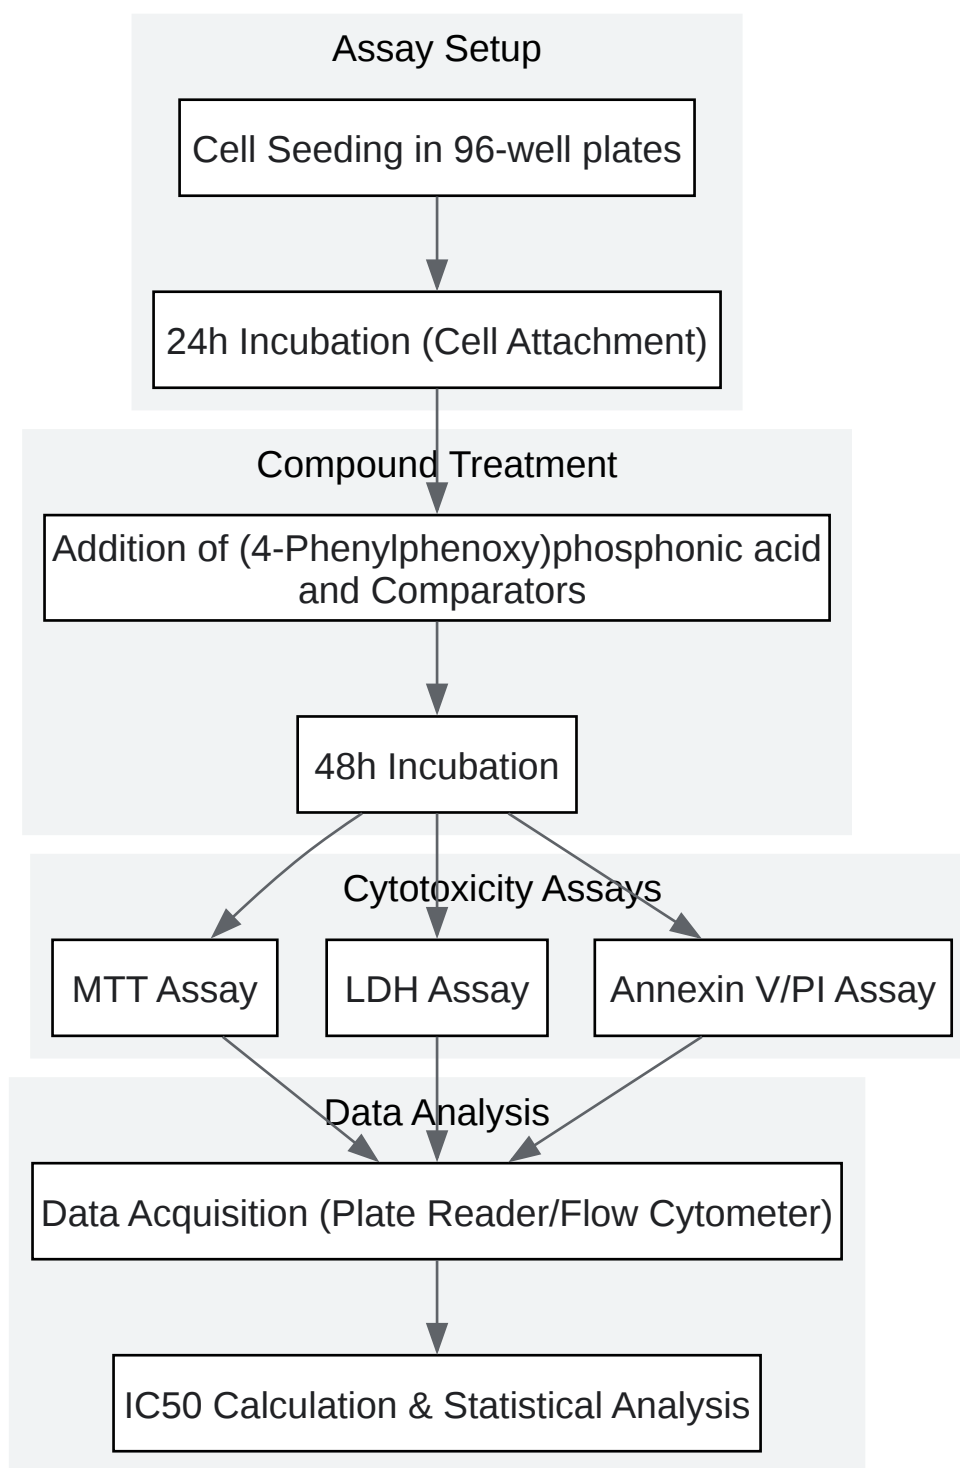 Assay Setup
Cell Seeding in 96-well plates
24h Incubation (Cell Attachment)
Compound Treatment
Addition of (4-Phenylphenoxy)phosphonic acid
and Comparators
48h Incubation
Cytotoxicity Assays
MTT Assay
LDH Assay
Annexin V/PI Assay
Data Analysis
Data Acquisition (Plate Reader/Flow Cytometer)
IC50 Calculation & Statistical Analysis